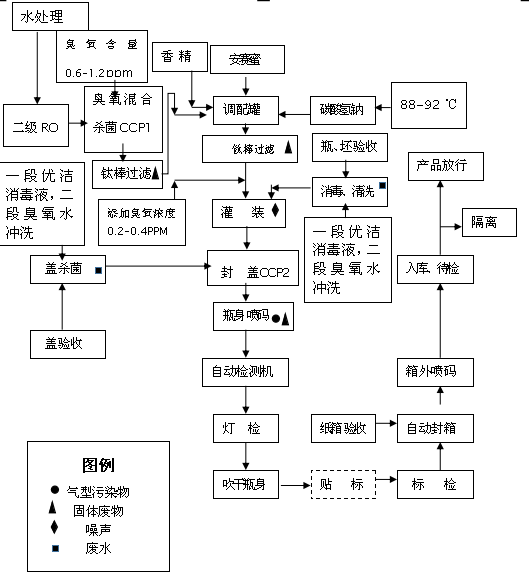 水处理
臭氧含量
0.6-1.2ppm
香精
安赛蜜
二级RO
臭氧混合
杀菌CCP1
调配罐
碳酸氢钠
88-92 ℃
钛棒过滤
钛棒过滤
瓶、坯验收
产品放行
一段优洁
消毒液，二
段臭氧水
冲洗
添加臭氧浓度
0.2-0.4PPM
灌装
消毒、清洗
隔离
一段优洁
消毒液，二
段臭氧水
冲洗
盖杀菌
封盖CCP2
入库、待检
瓶身喷码
盖验收
自动检测机
箱外喷码
灯检
纸箱验收
自动封箱
吹干瓶身
贴标
标检
图例
气型污染物
固体废物
噪声
废水